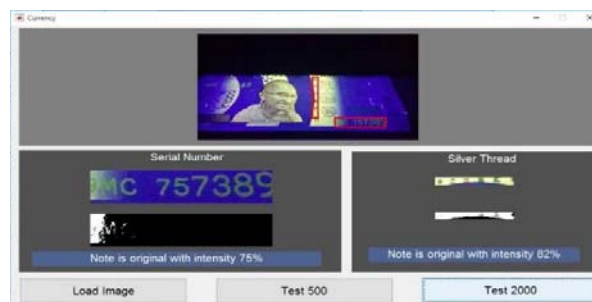 Currency
Serial Number
MC 757389
Note is original with intensity 75%
Silver Thread
Note is original with intensity 82%
Load Image
Test 500
Test 2000